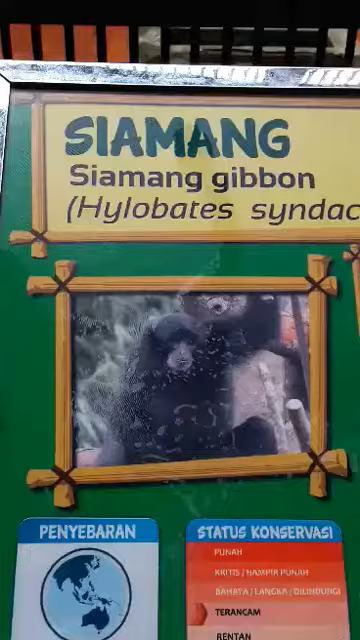 SIAMANG
Siamang gibbon
(Hylobates syndac
PENYEBARAN
STATUS KONSERVASI
PUNAH
KRITIS / HAMPIR PUNAH
BAHAYA / LANGKA / DILINDUNGI
TERANCAM
RENTAN